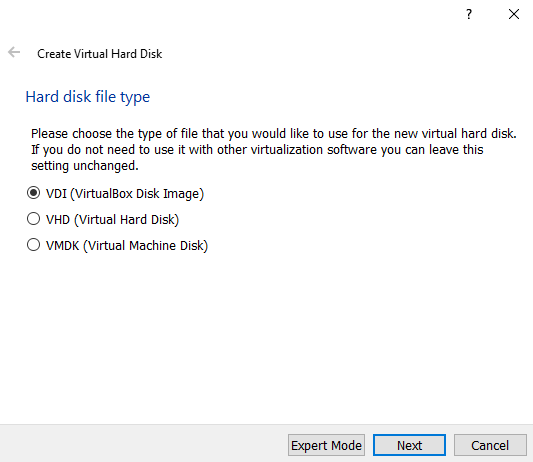 ?
Create Virtual Hard Disk
Hard disk file type
Please choose the type of file that you would like to use for the new virtual hard disk.
If you do not need to use it with other virtualization software you can leave this
setting unchanged.
VDI (VirtualBox Disk Image)
VHD (Virtual Hard Disk)
VMDK (Virtual Machine Disk)
Expert Mode Next Cancel